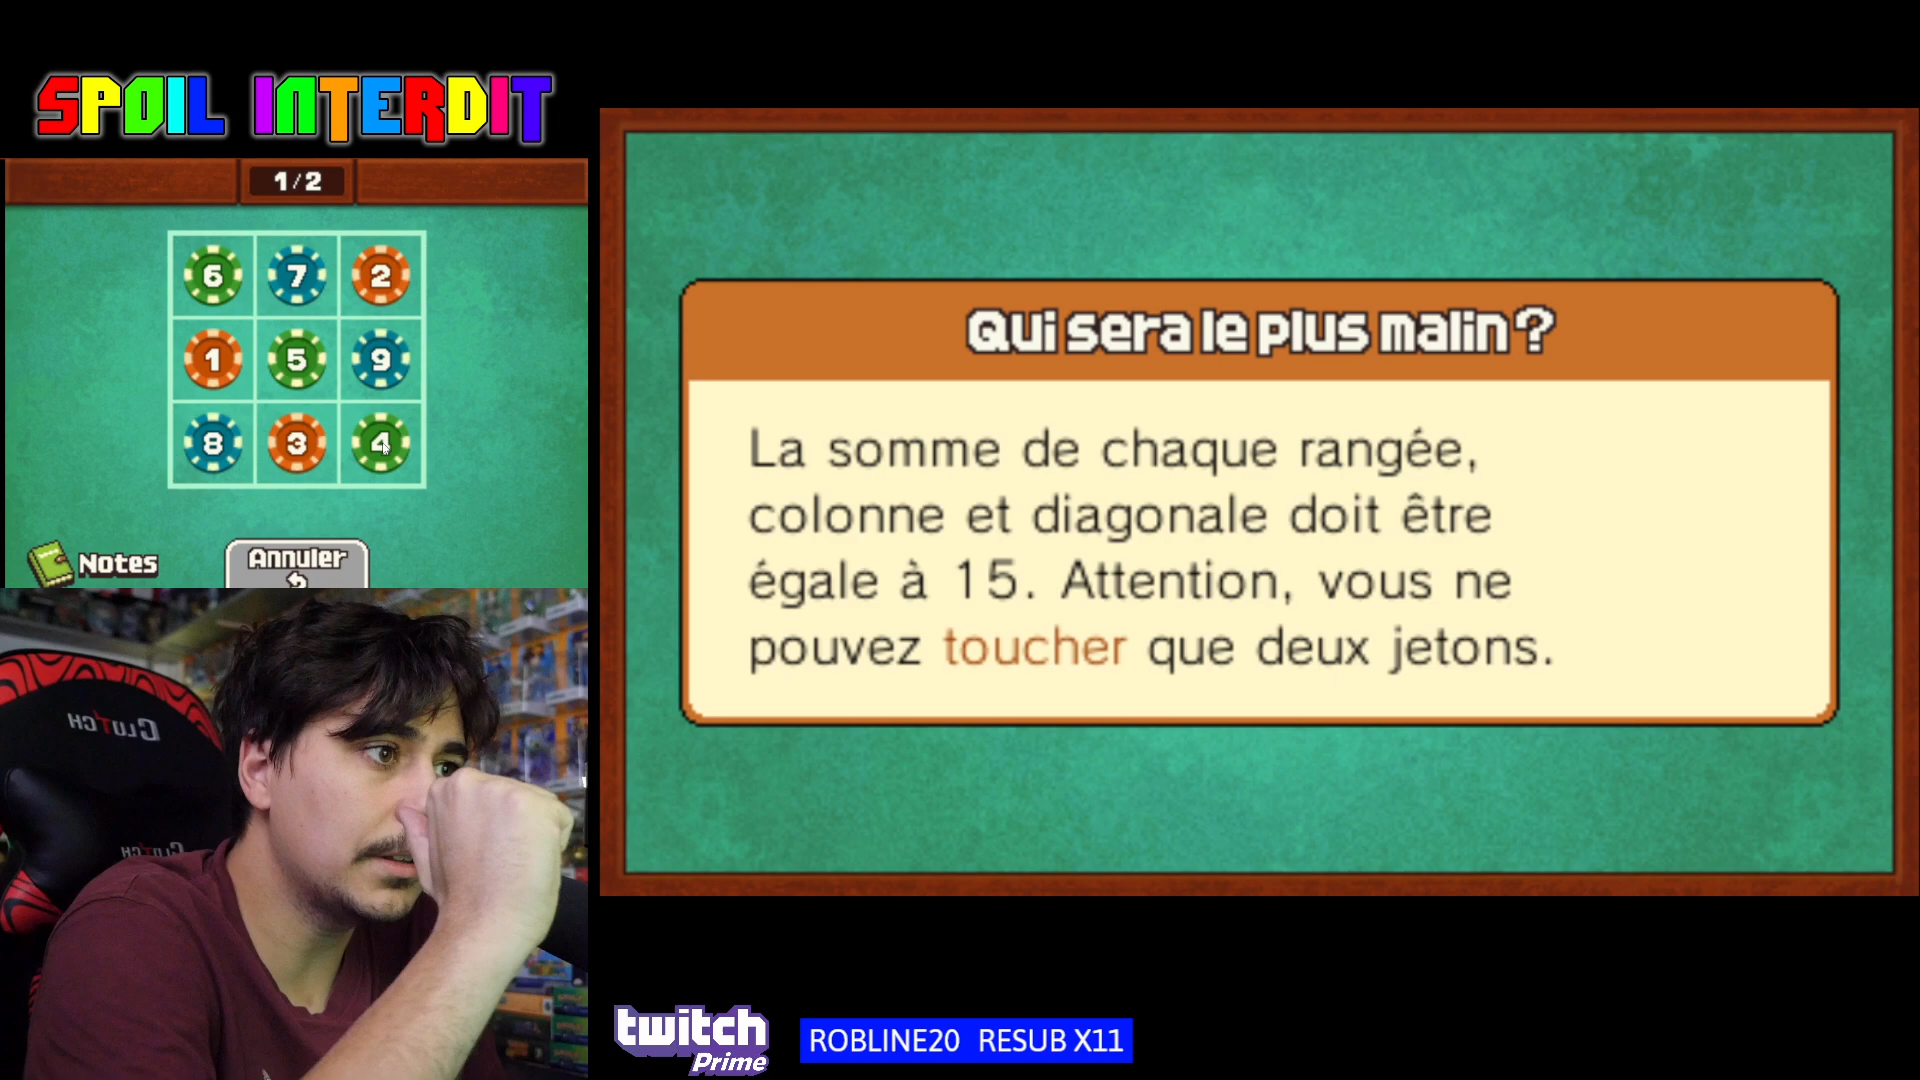 SPOIL INTERDIT
1/2
6 7 2
1 5 9
8 3 4
Notes
Annuler
Qui sera le plus malin ?
La somme de chaque rangée,
colonne et diagonale doit être
égale à 15. Attention, vous ne
pouvez toucher que deux jetons.
CLUTCH
twitch
Prime
ROBLINE20 RESUB X11